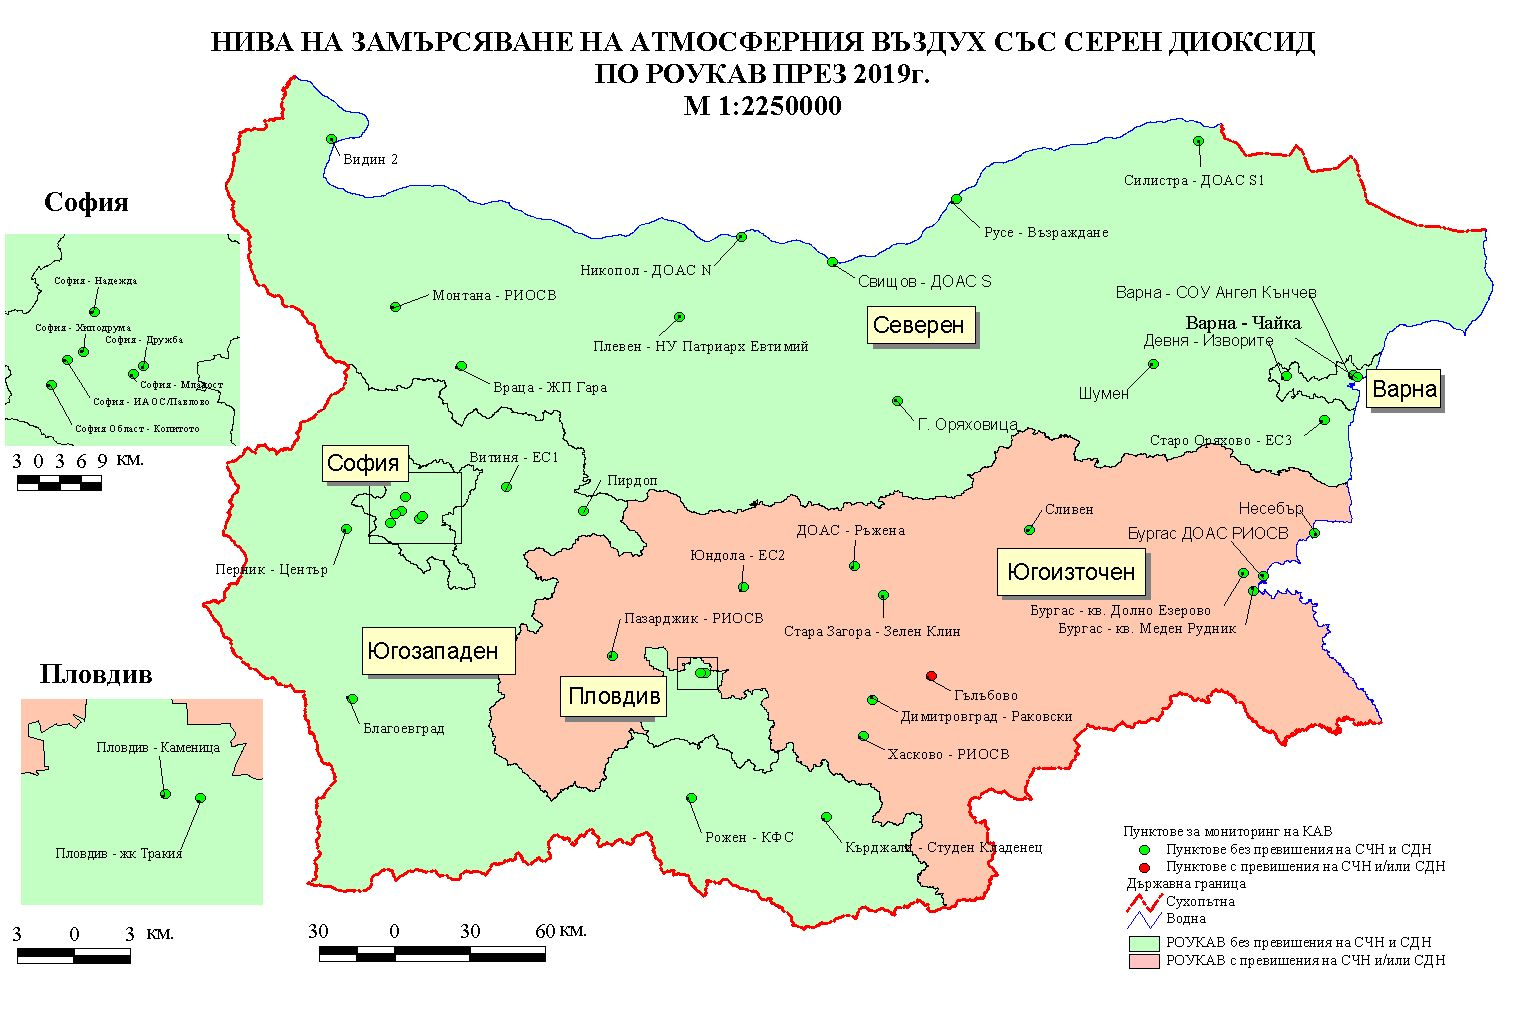 НИВА НА ЗАМЪРСЯВАНЕ НА АТМОСФЕРНИЯ ВЪЗДУХ СЪС СЕРЕН ДИОКСИД
ПО РОУКАВ ПРЕЗ 2019г.
М 1:2250000
София
София - Надежда
София - Хиподрума
София - Дружба
София - Младост
София - ИАОС/Павлово
София Област - Копитото
3 0 3 6 9 км.
Видин 2
Силистра - ДОАС S1
Русе - Възраждане
Никопол - ДОАС N
Свищов - ДОАС S
Монтана - РИОСВ
Варна - СОУ Ангел Кънчев
Северен
Варна - Чайка
Девня - Изворите
Плевен - НУ Патриарх Евтимий
Враца - ЖП Гара
Шумен
Варна
Г. Оряховица
Старо Оряхово - ЕС3
София
Витиня - ЕС1
Пирдоп
Сливен
Несебър
ДОАС - Ръжена
Бургас ДОАС РИОСВ
Юндола - ЕС2
Перник - Център
Югоизточен
Бургас - кв. Долно Езерово
Пазарджик - РИОСВ
Стара Загора - Зелен Клин
Бургас - кв. Меден Рудник
Югозападен
Пловдив
Гълъбово
Димитровград - Раковски
Благоевград
Хасково - РИОСВ
Рожен - КФС
Кърджали - Студен Кладенец
Пловдив
Пловдив - Каменица
Пловдив - жк Тракия
3 0 3 км.
30 0 30 60 км.
Пунктове за мониторинг на КАВ
Пунктове без превишения на СЧН и СДН
Пунктове с превишения на СЧН и/или СДН
Държавна граница
Сухопътна
Водна
РОУКАВ без превишения на СЧН и СДН
РОУКАВ с превишения на СЧН и/или СДН